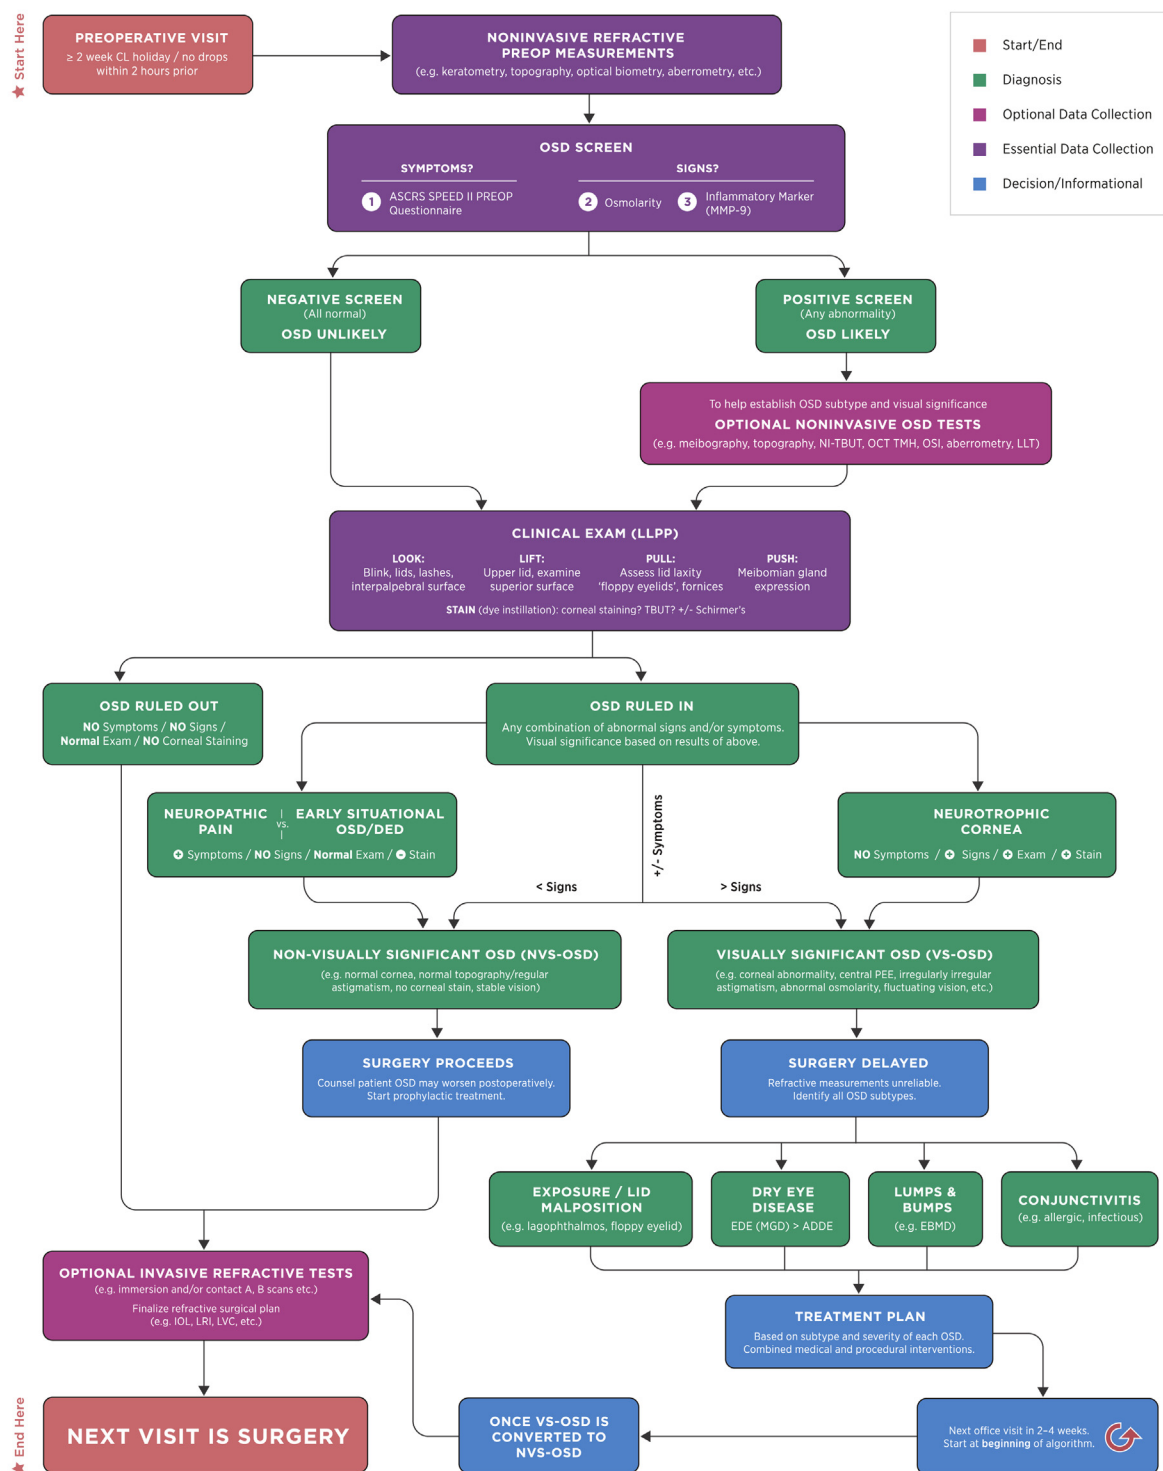 ★ Start Here
PREOPERATIVE VISIT
≥ 2 week CL holiday / no drops
within 2 hours prior
NONINVASIVE REFRACTIVE
PREOP MEASUREMENTS
(e.g. keratometry, topography, optical biometry, aberrometry, etc.)
Start/End
Diagnosis
Optional Data Collection
Essential Data Collection
Decision/Informational
OSD SCREEN
SYMPTOMS?
1 ASCRS SPEED II PREOP
Questionnaire
SIGNS?
2 Osmolarity
3 Inflammatory Marker
(MMP-9)
NEGATIVE SCREEN
(All normal)
OSD UNLIKELY
POSITIVE SCREEN
(Any abnormality)
OSD LIKELY
To help establish OSD subtype and visual significance
OPTIONAL NONINVASIVE OSD TESTS
(e.g. meibography, topography, NI-TBUT, OCT TMH, OSI, aberrometry, LLT)
CLINICAL EXAM (LLPP)
LOOK:
Blink, lids, lashes,
interpalpebral surface
LIFT:
Upper lid, examine
superior surface
PULL:
Assess lid laxity
‘floppy eyelids’, fornices
PUSH:
Meibomian gland
expression
STAIN (dye instillation): corneal staining? TBUT? +/- Schirmer's
OSD RULED OUT
NO Symptoms / NO Signs /
Normal Exam / NO Corneal Staining
OSD RULED IN
Any combination of abnormal signs and/or symptoms.
Visual significance based on results of above.
NEUROPATHIC
PAIN
vs.
EARLY SITUATIONAL
OSD/DED
+ Symptoms / NO Signs / Normal Exam / - Stain
+/- Symptoms
NEUROTROPHIC
CORNEA
NO Symptoms / + Signs / + Exam / + Stain
< Signs
> Signs
NON-VISUALLY SIGNIFICANT OSD (NVS-OSD)
(e.g. normal cornea, normal topography/regular
astigmatism, no corneal stain, stable vision)
VISUALLY SIGNIFICANT OSD (VS-OSD)
(e.g. corneal abnormality, central PEE, irregularly irregular
astigmatism, abnormal osmolarity, fluctuating vision, etc.)
SURGERY PROCEEDS
Counsel patient OSD may worsen postoperatively.
Start prophylactic treatment.
SURGERY DELAYED
Refractive measurements unreliable.
Identify all OSD subtypes.
EXPOSURE / LID
MALPOSITION
(e.g. lagophthalmos, floppy eyelid)
DRY EYE
DISEASE
EDE (MGD) > ADDE
LUMPS &
BUMPS
(e.g. EBMD)
CONJUNCTIVITIS
(e.g. allergic, infectious)
OPTIONAL INVASIVE REFRACTIVE TESTS
(e.g. immersion and/or contact A, B scans etc.)
Finalize refractive surgical plan
(e.g. IOL, LRI, LVC, etc.)
TREATMENT PLAN
Based on subtype and severity of each OSD.
Combined medical and procedural interventions.
★ End Here
NEXT VISIT IS SURGERY
ONCE VS-OSD IS
CONVERTED TO
NVS-OSD
Next office visit in 2–4 weeks.
Start at beginning of algorithm.